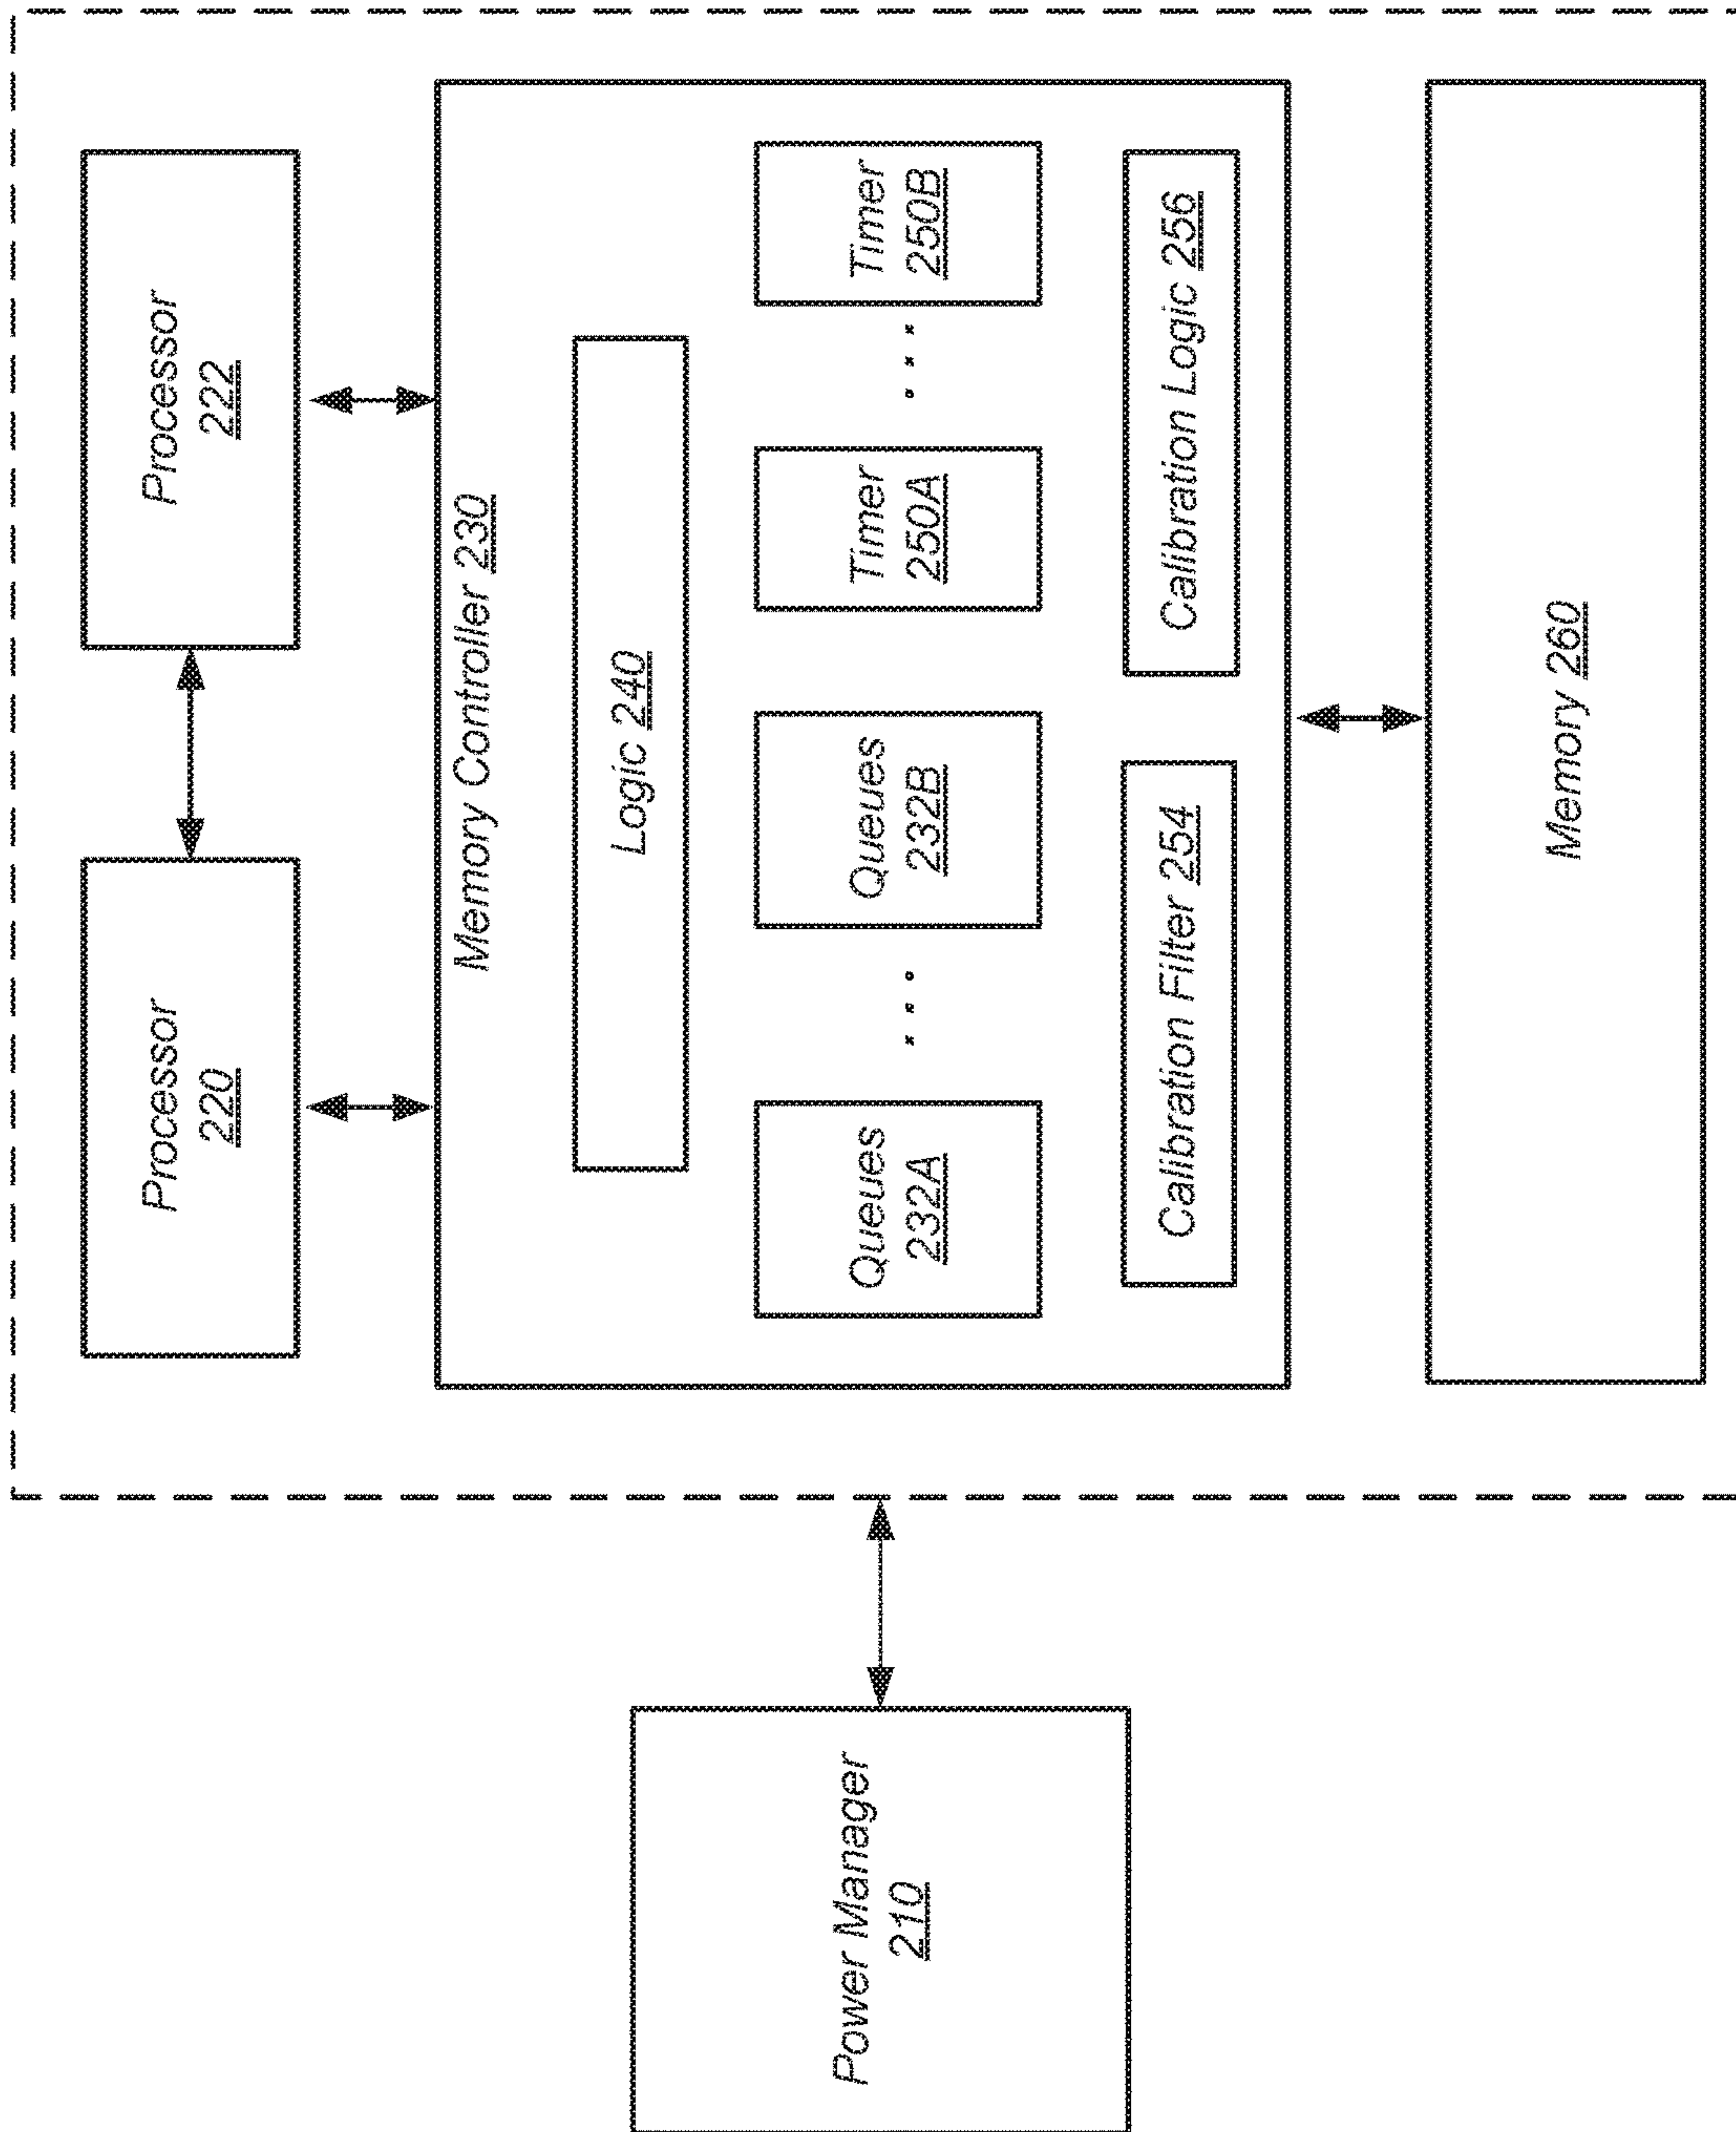 Power Manager
210
Processor
220
Processor
222
Memory Controller 230
Logic 240
Queues
232A
Queues
232B
Timer
250A
Timer
250B
Calibration Filter 254
Calibration Logic 256
Memory 260